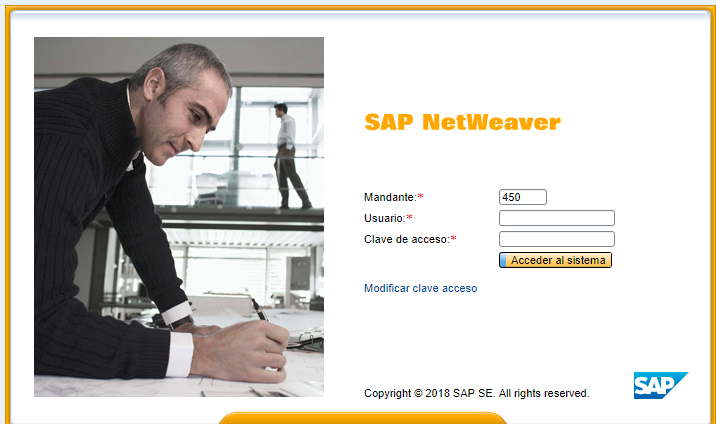 SAP NetWeaver
Mandante:* 450
Usuario:*
Clave de acceso:*
Acceder al sistema
Modificar clave acceso
Copyright © 2018 SAP SE. All rights reserved.
SAP